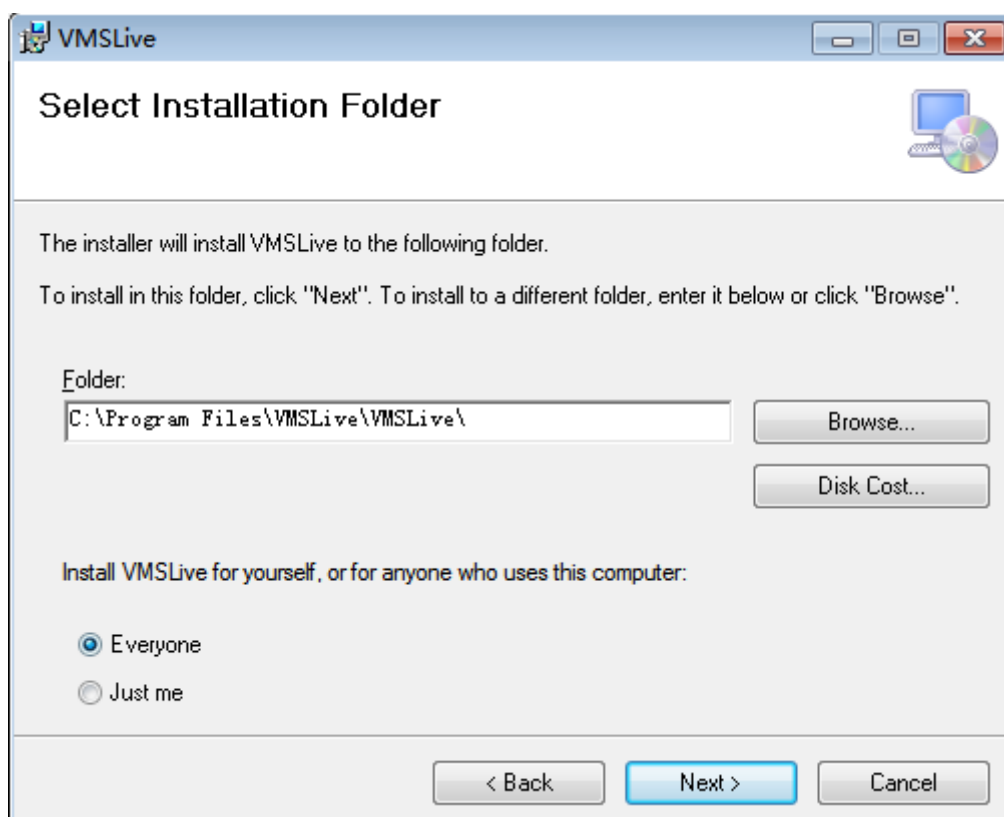 VMSLive
Select Installation Folder
The installer will install VMSLive to the following folder.
To install in this folder, click "Next". To install to a different folder, enter it below or click "Browse".
Folder:
C:\Program Files\VMSLive\VMSLive\
Browse...
Disk Cost...
Install VMSLive for yourself, or for anyone who uses this computer:
Everyone
Just me
< Back
Next >
Cancel